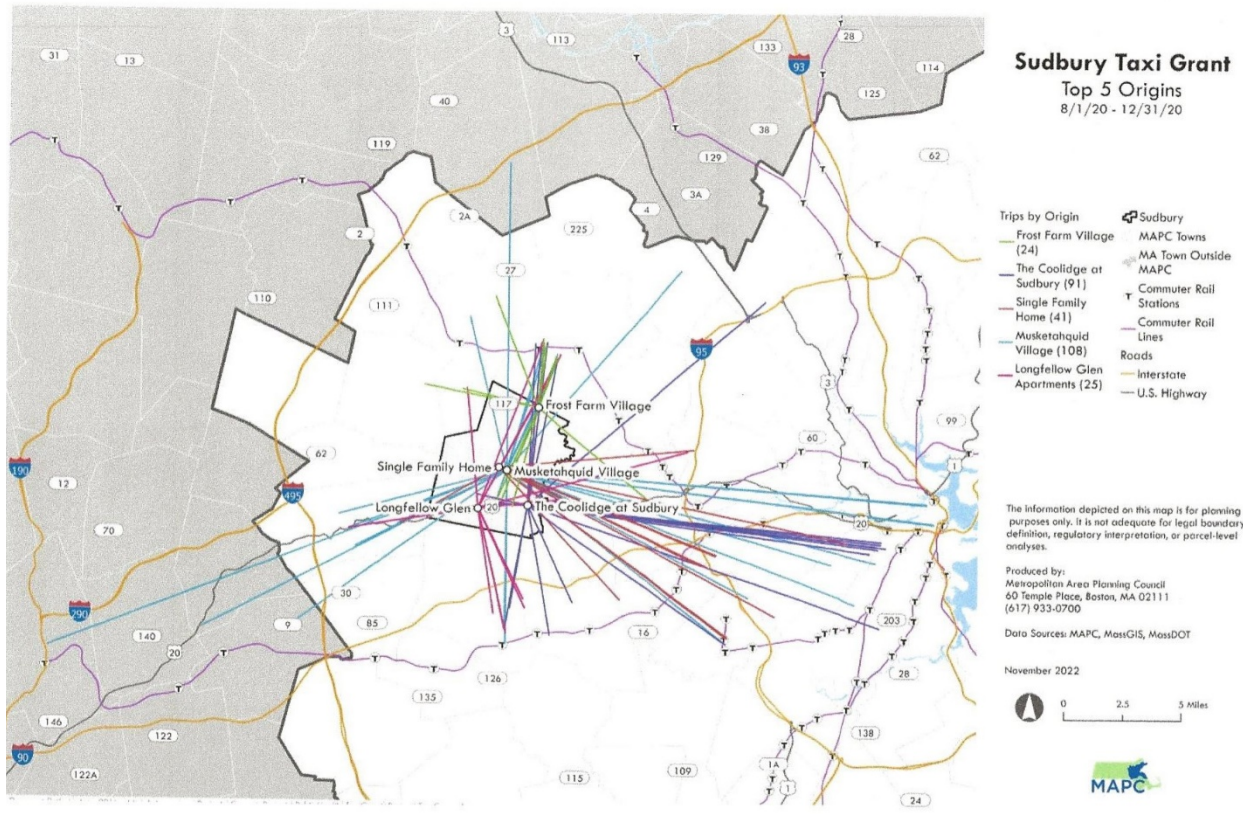 Sudbury Taxi Grant
Top 5 Origins
8/1/20 - 12/31/20
Trips by Origin
Frost Farm Village
(24)
The Coolidge at
Sudbury (91)
Single Family
Home (41)
Musketahquid
Village (108)
Longfellow Glen
Apartments (25)
Sudbury
MAPC Towns
MA Town Outside
MAPC
T
Commuter Rail
Stations
Commuter Rail
Lines
Roads
Interstate
U.S. Highway
The information depicted on this map is for planning
purposes only. It is not adequate for legal boundary
definition, regulatory interpretation, or parcel-level
analyses.
Produced by:
Metropolitan Area Planning Council
60 Temple Place, Boston, MA 02111
(617) 933-0700
Data Sources: MAPC, MassGIS, MassDOT
November 2022
0 2.5 5 Miles
MAPC
31
13
3
113
133
28
93
114
125
40
38
62
119
129
3A
2A
4
2
225
27
110
111
95
3
117
Frost Farm Village
99
60
1
62
Single Family Home
Musketahquid Village
190
12
495
Longfellow Glen
20
The Coolidge at Sudbury
20
70
290
30
9
85
140
16
203
20
126
135
28
146
122
138
90
122A
115
109
1A
1
24